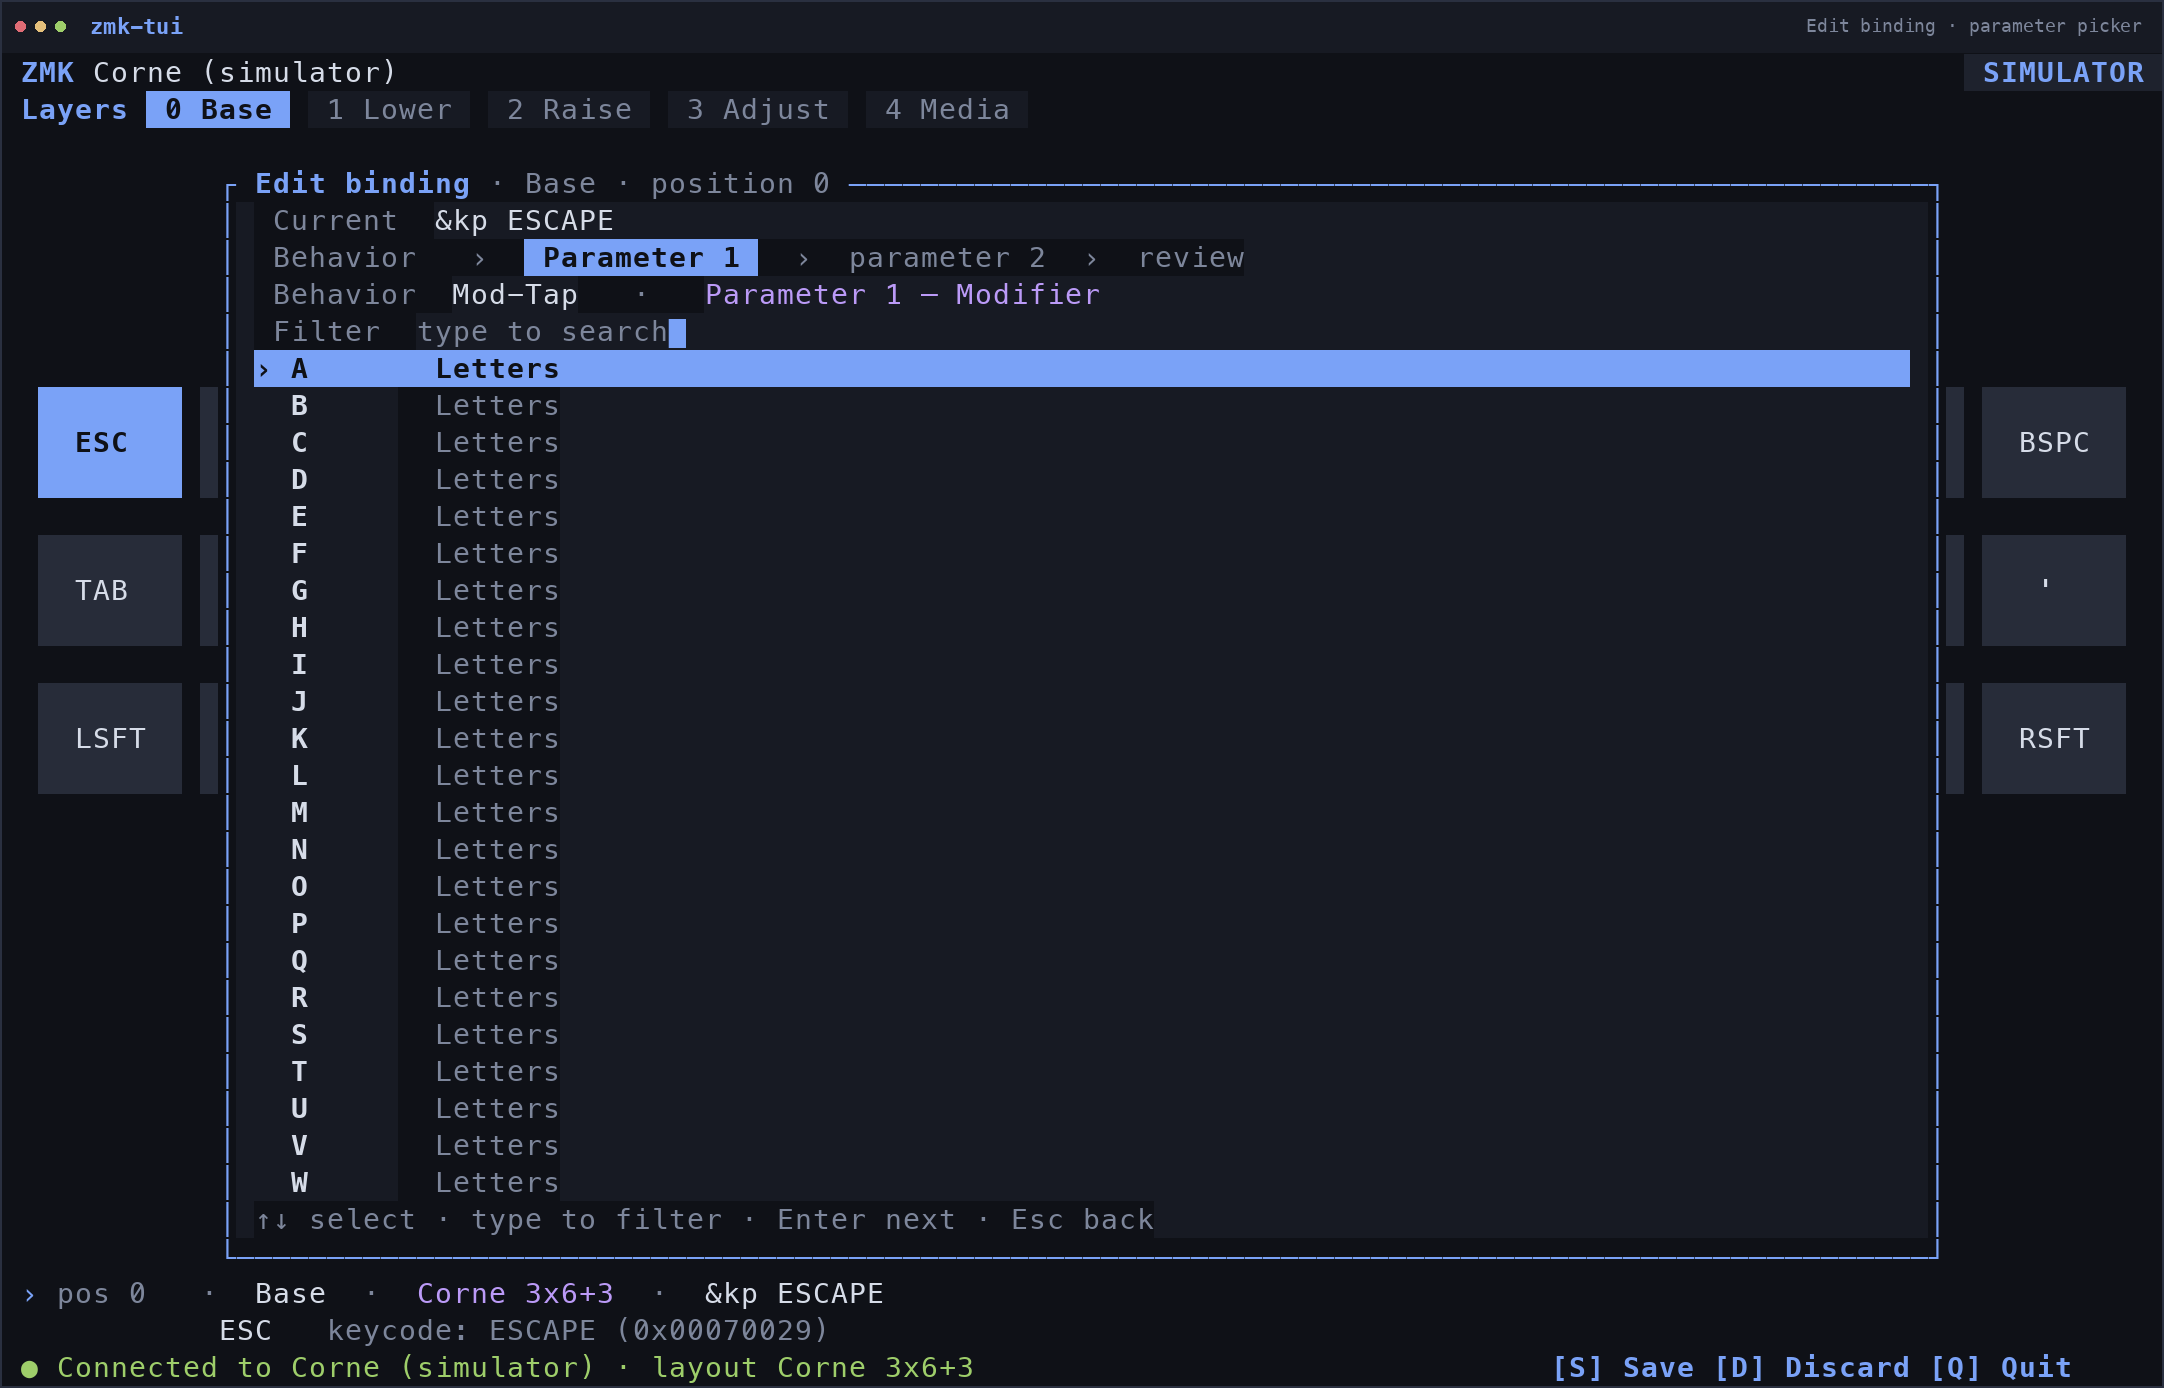 zmk-tui
Edit binding · parameter picker
ZMK Corne (simulator)
SIMULATOR
Layers 0 Base 1 Lower 2 Raise 3 Adjust 4 Media
Edit binding · Base · position 0
Current &kp ESCAPE
Behavior › Parameter 1 › parameter 2 › review
Behavior Mod-Tap · Parameter 1 — Modifier
Filter type to search
› A Letters
B Letters
C Letters
D Letters
E Letters
F Letters
G Letters
H Letters
I Letters
J Letters
K Letters
L Letters
M Letters
N Letters
O Letters
P Letters
Q Letters
R Letters
S Letters
T Letters
U Letters
V Letters
W Letters
↑↓ select · type to filter · Enter next · Esc back
ESC
TAB
LSFT
BSPC
'
RSFT
› pos 0 · Base · Corne 3x6+3 · &kp ESCAPE
ESC keycode: ESCAPE (0x00070029)
● Connected to Corne (simulator) · layout Corne 3x6+3
[S] Save [D] Discard [Q] Quit